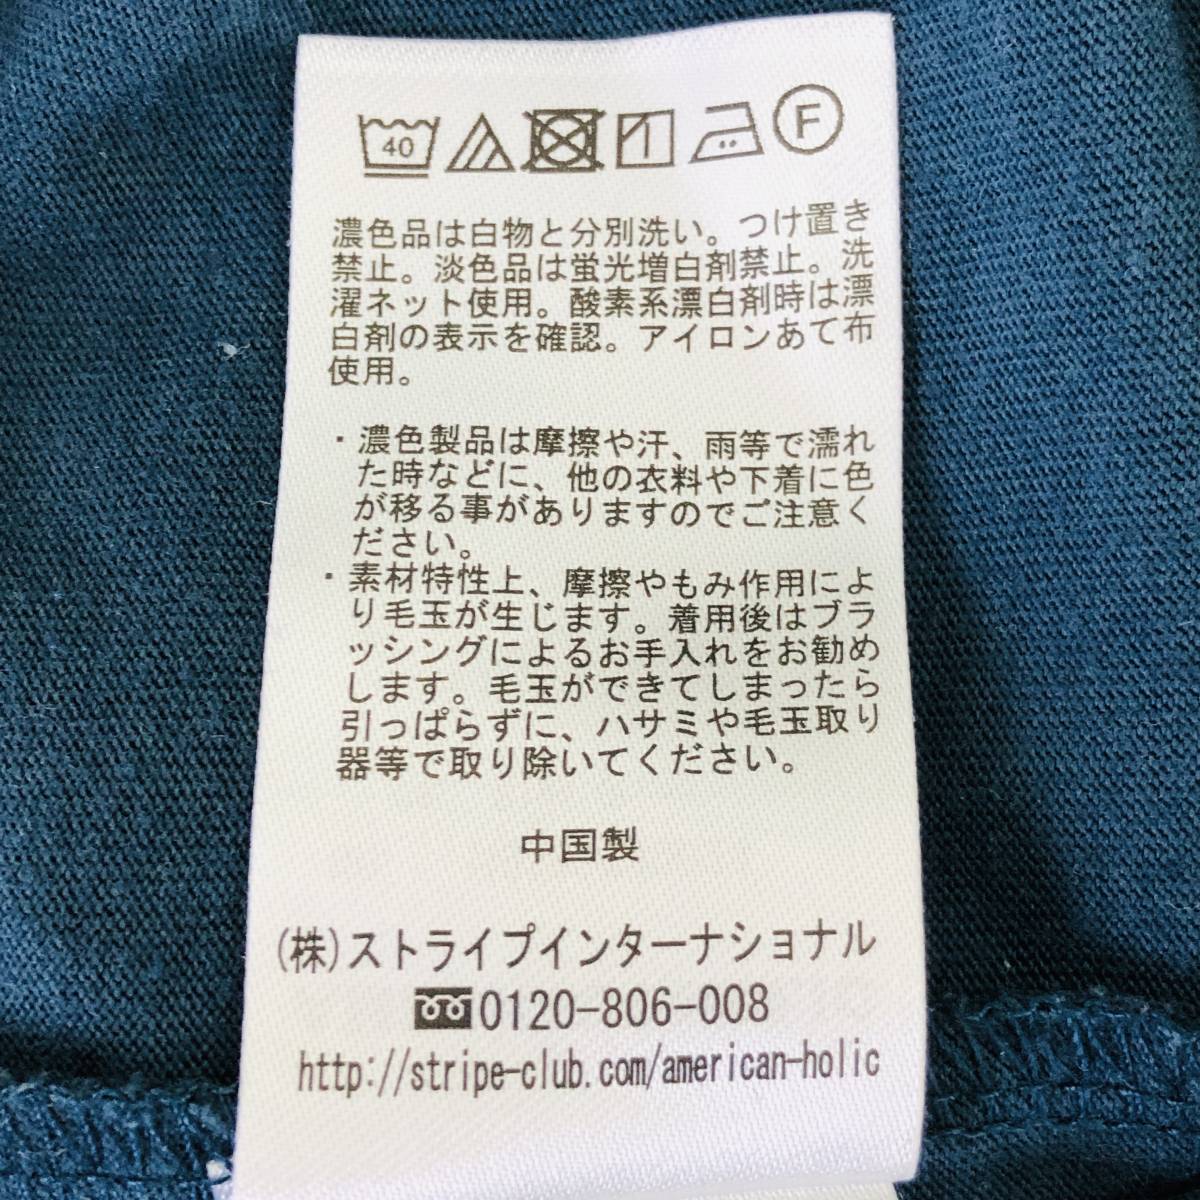 40 F
濃色品は白物と分別洗い。つけ置き
禁止。淡色品は蛍光増白剤禁止。洗
濯ネット使用。酸素系漂白剤時は漂
白剤の表示を確認。アイロンあて布
使用。
・濃色製品は摩擦や汗、雨等で濡れ
た時などに、他の衣料や下着に色
が移る事がありますのでご注意く
ださい。
・素材特性上、摩擦やもみ作用によ
り毛玉が生じます。着用後はブラ
ッシングによるお手入れをお勧め
します。毛玉ができてしまったら
引っぱらずに、ハサミや毛玉取り
器等で取り除いてください。
中国製
(株)ストライプインターナショナル
0120-806-008
http://stripe-club.com/american-holic